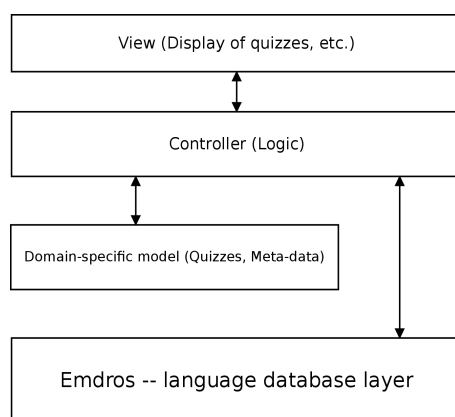 View (Display of quizzes, etc.)
Controller (Logic)
Domain-specific model (Quizzes, Meta-data)
Emdros -- language database layer